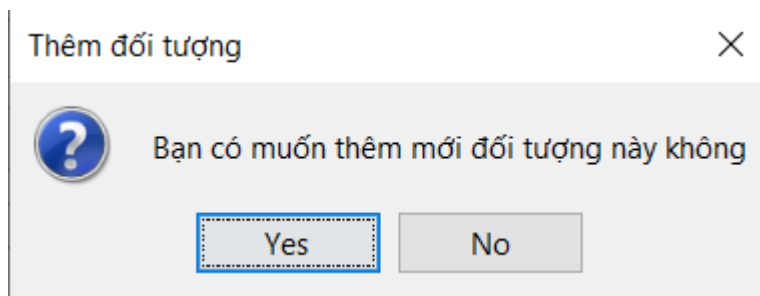 Thêm đối tượng
Bạn có muốn thêm mới đối tượng này không
Yes No